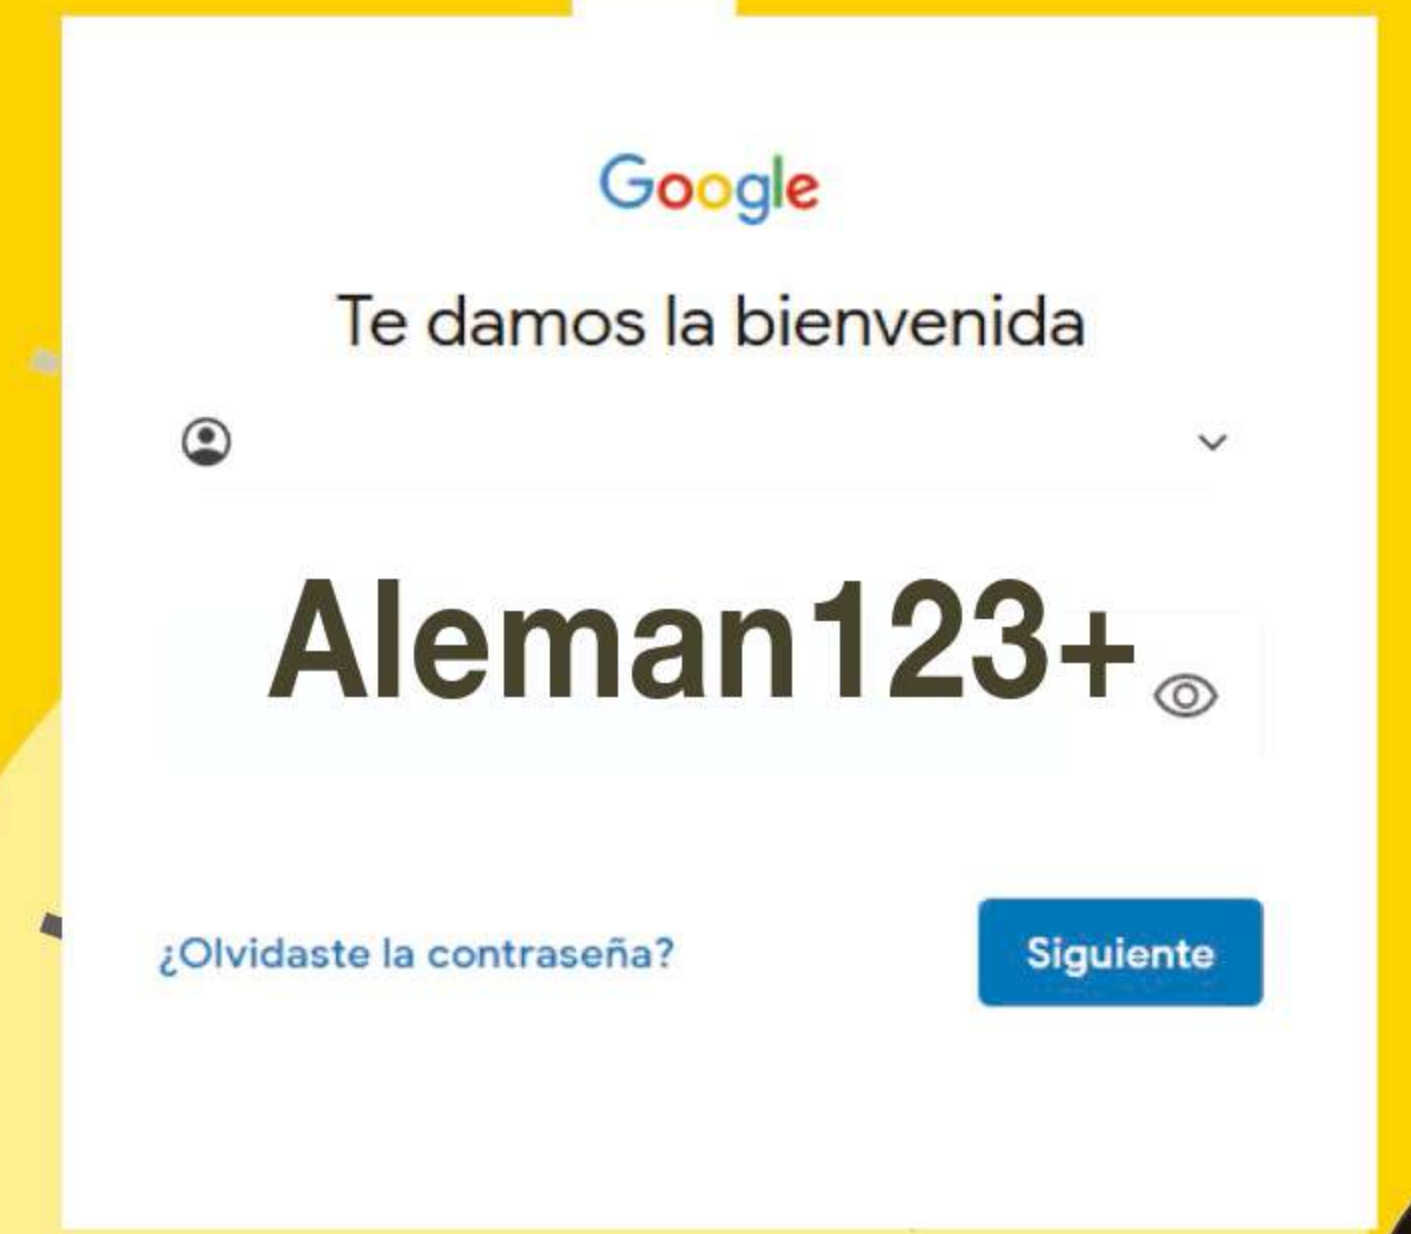 Google
Te damos la bienvenida
Aleman123+
¿Olvidaste la contraseña?
Siguiente